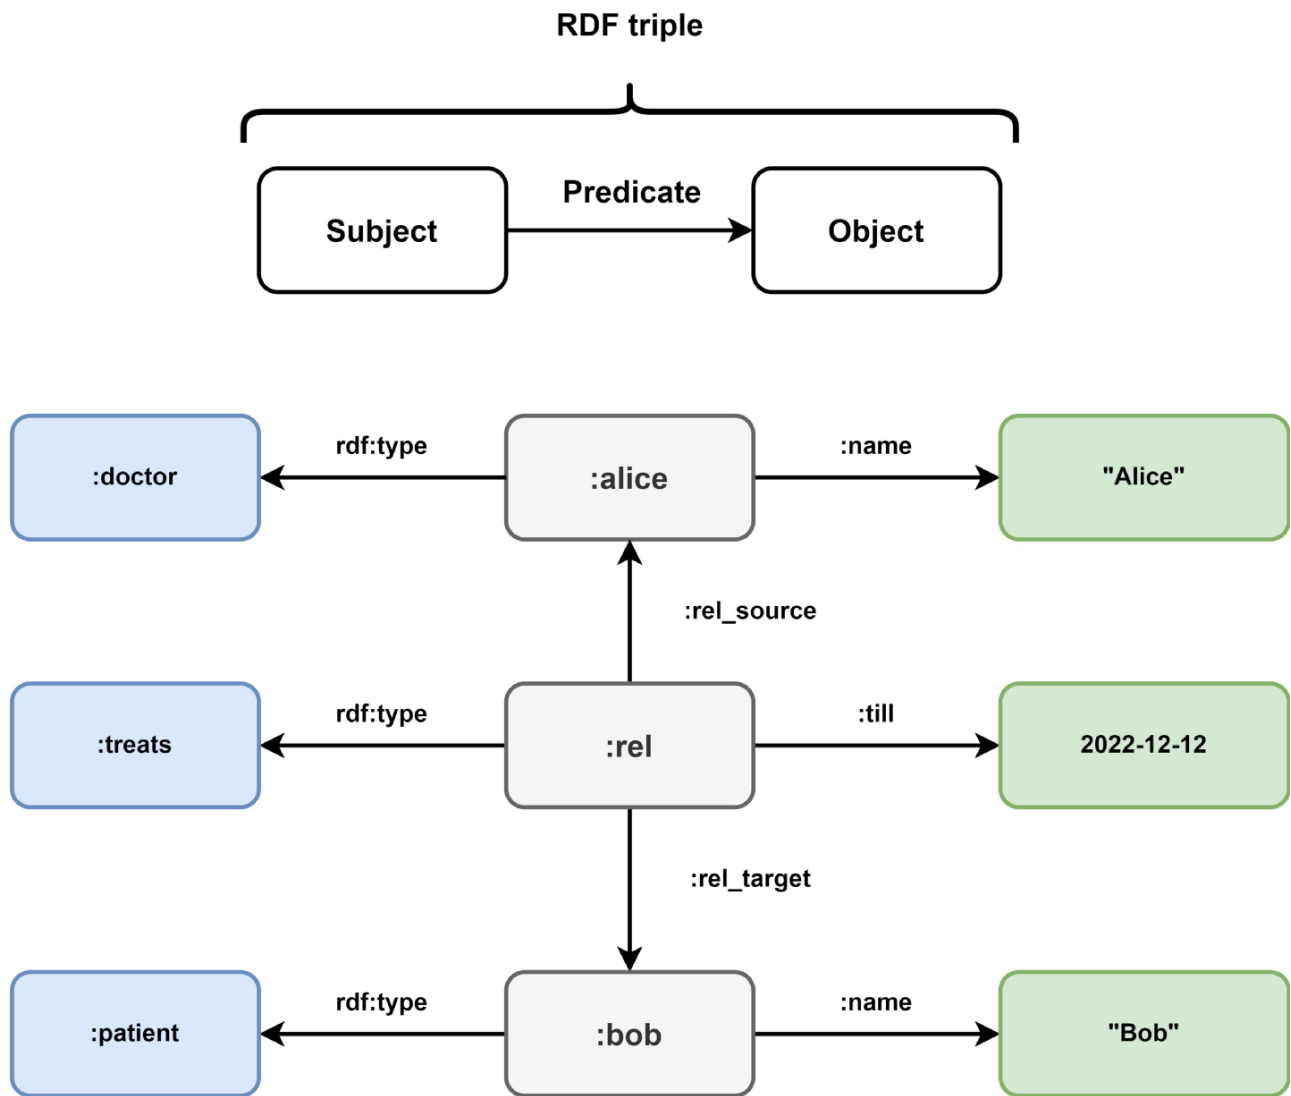 RDF triple
Subject
Predicate
Object
:doctor
rdf:type
:alice
:name
"Alice"
:rel_source
:treats
rdf:type
:rel
:till
2022-12-12
:rel_target
:patient
rdf:type
:bob
:name
"Bob"